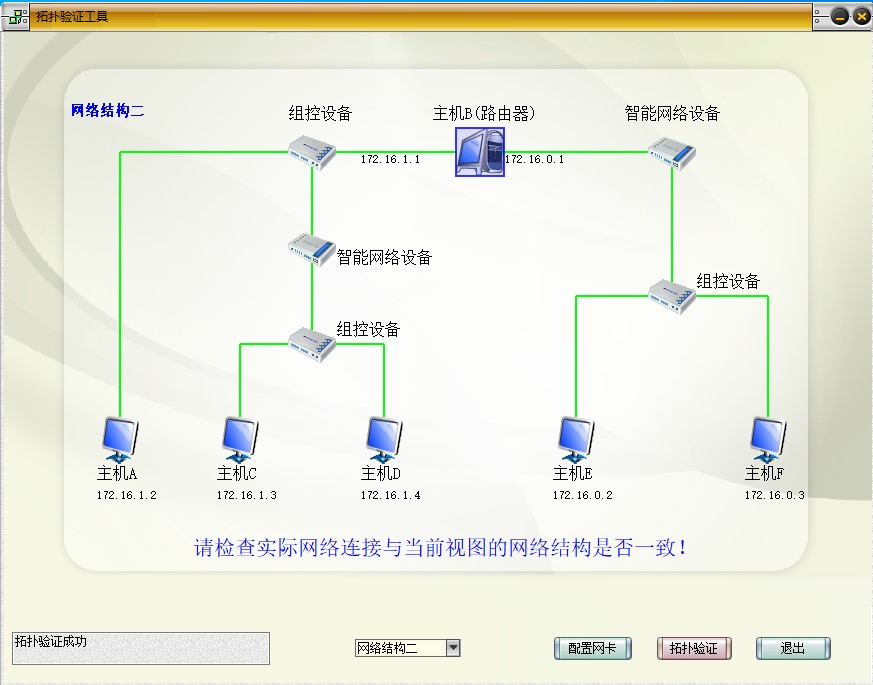 拓扑验证工具
网络结构二
组控设备
主机B(路由器)
智能网络设备
172.16.1.1
172.16.0.1
智能网络设备
组控设备
组控设备
主机A
主机C
主机D
主机E
主机F
172.16.1.2
172.16.1.3
172.16.1.4
172.16.0.2
172.16.0.3
请检查实际网络连接与当前视图的网络结构是否一致!
拓扑验证成功
网络结构二
配置网卡
拓扑验证
退出